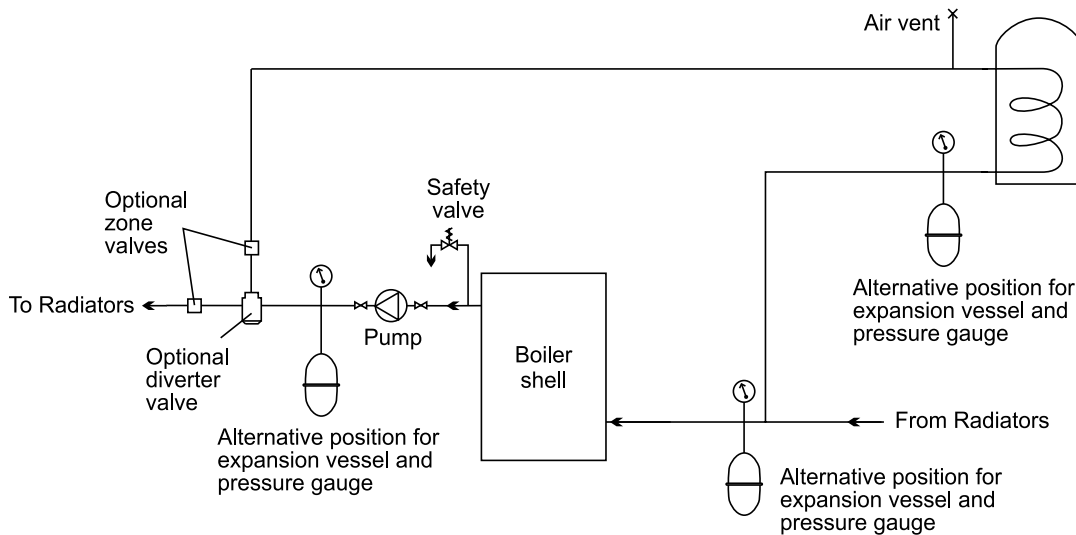 Air vent
Safety
valve
Optional
zone
valves
To Radiators
Pump
Optional
diverter
valve
Boiler
shell
Alternative position for
expansion vessel and
pressure gauge
Alternative position for
expansion vessel and
pressure gauge
From Radiators
Alternative position for
expansion vessel and
pressure gauge